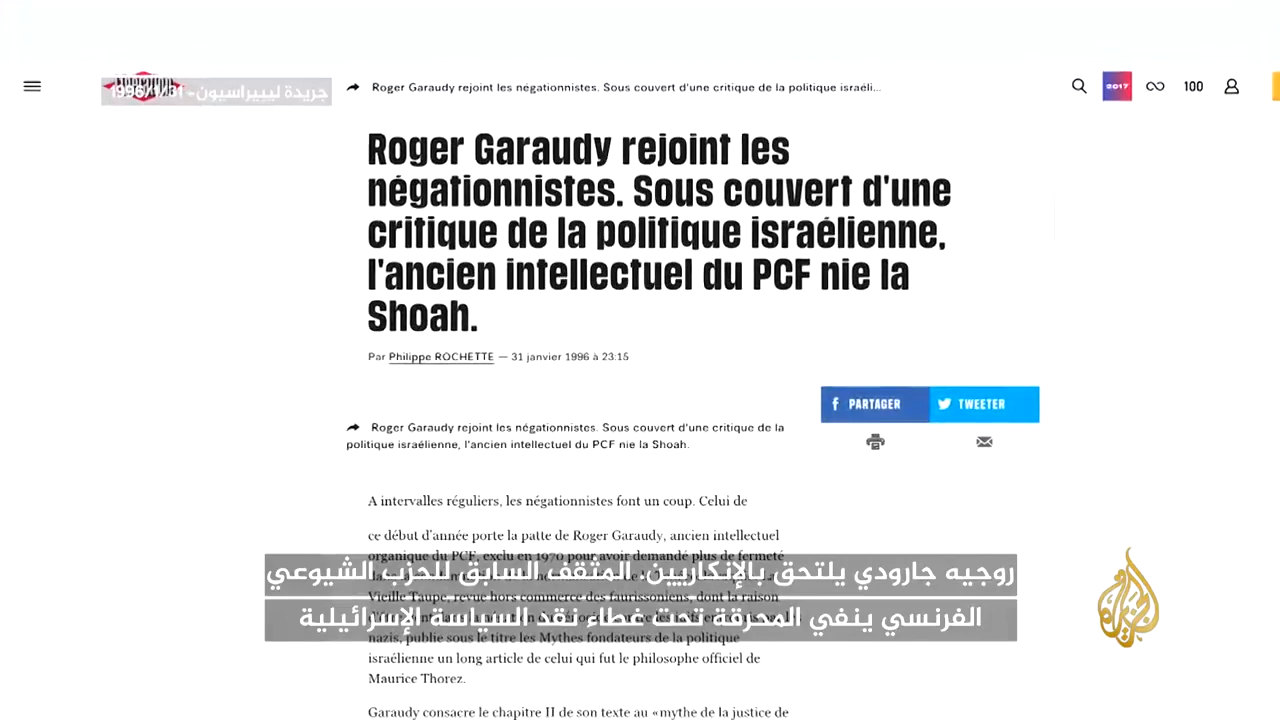 جريدة ليبيراسيون- 1996/1/31
Roger Garaudy rejoint les négationnistes. Sous couvert d'une critique de la politique israéli...
2017
100
Roger Garaudy rejoint les
négationnistes. Sous couvert d'une
critique de la politique israélienne,
l'ancien intellectuel du PCF nie la
Shoah.
Par Philippe ROCHETTE — 31 janvier 1996 à 23:15
PARTAGER
TWEETER
Roger Garaudy rejoint les négationnistes. Sous couvert d'une critique de la
politique israélienne, l'ancien intellectuel du PCF nie la Shoah.
A intervalles réguliers, les négationnistes font un coup. Celui de
ce début d'année porte la patte de Roger Garaudy, ancien intellectuel
organique du PCF, exclu en 1970 pour avoir demandé plus de fermeté
روجيه جارودي يلتحق بالإنكاريين: المثقف السابق للحزب الشيوعي
Vieille Taupe, revue hors commerce des faurissoniens, dont la raison
الفرنسي ينفي المحرقة تحت غطاء نقد السياسة الإسرائيلية
nazis, publie sous le titre les Mythes fondateurs de la politique
israélienne un long article de celui qui fut le philosophe officiel de
Maurice Thorez.
Garaudy consacre le chapitre II de son texte au «mythe de la justice de